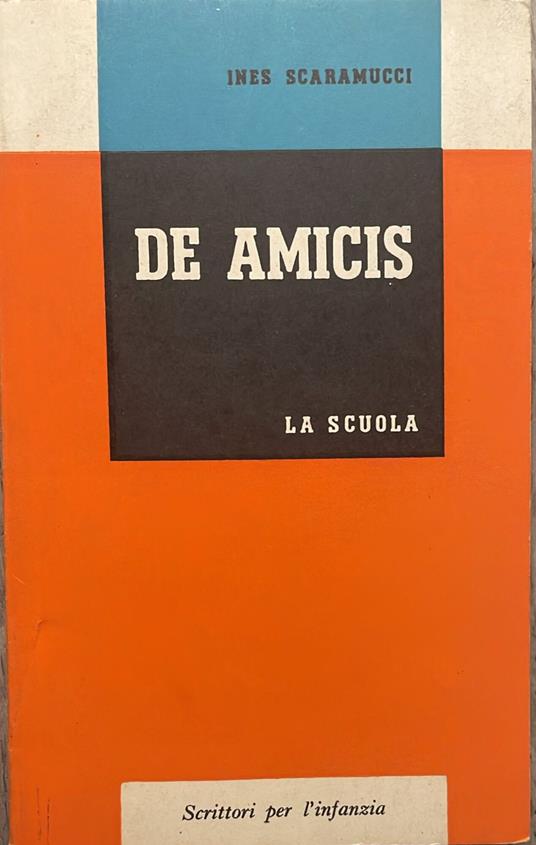 INES SCARAMUCCI
DE AMICIS
LA SCUOLA
Scrittori per l'infanzia